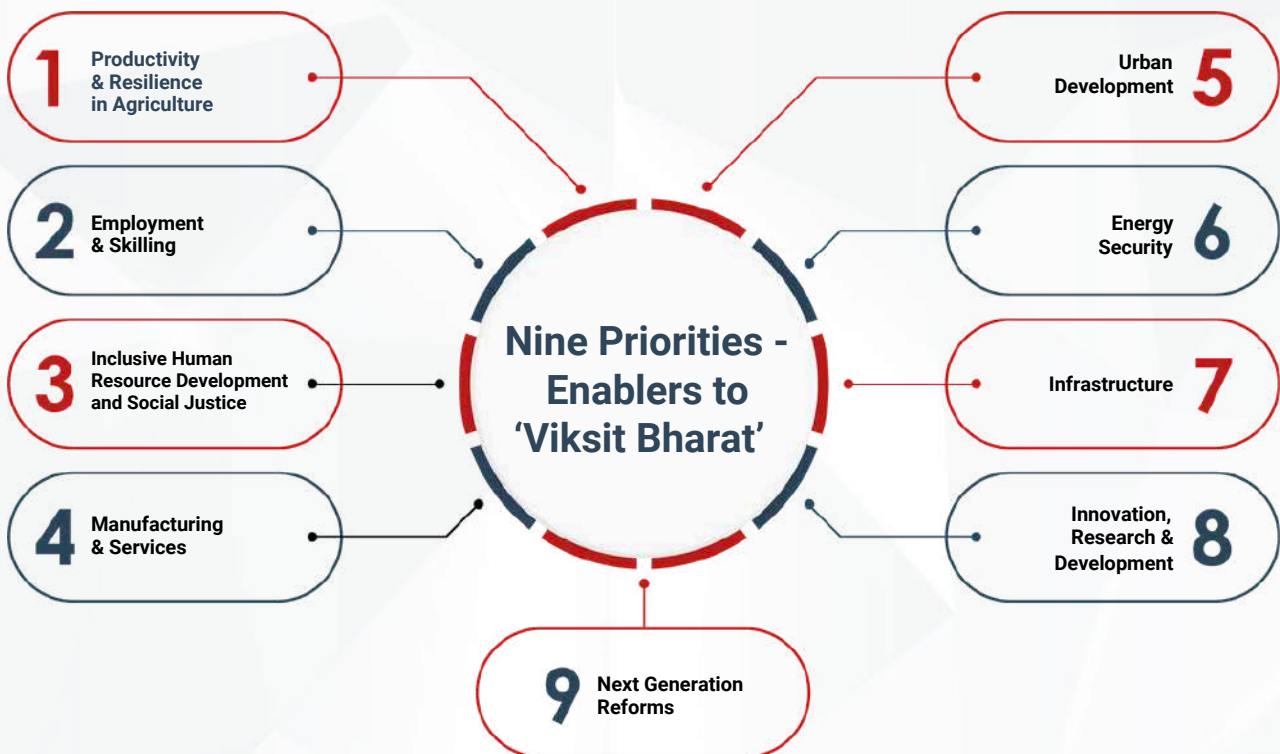 1
Productivity
& Resilience
in Agriculture
2
Employment
& Skilling
3
Inclusive Human
Resource Development
and Social Justice
4
Manufacturing
& Services
Nine Priorities -
Enablers to
‘Viksit Bharat’
Urban
Development
5
Energy
Security
6
Infrastructure
7
Innovation,
Research &
Development
8
9
Next Generation
Reforms